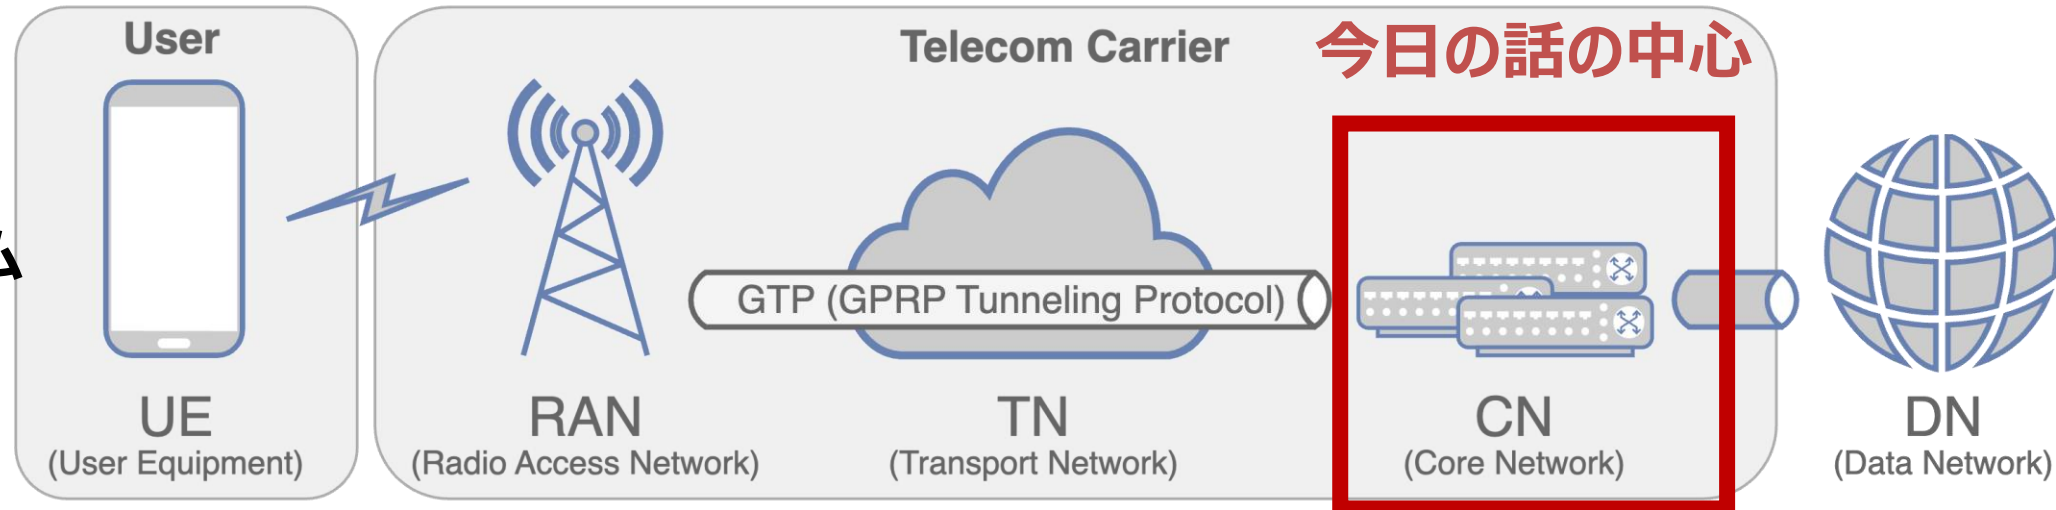 User
Telecom Carrier
今日の話の中心
ム
GTP (GPRP Tunneling Protocol)
UE
(User Equipment)
RAN
(Radio Access Network)
TN
(Transport Network)
CN
(Core Network)
DN
(Data Network)